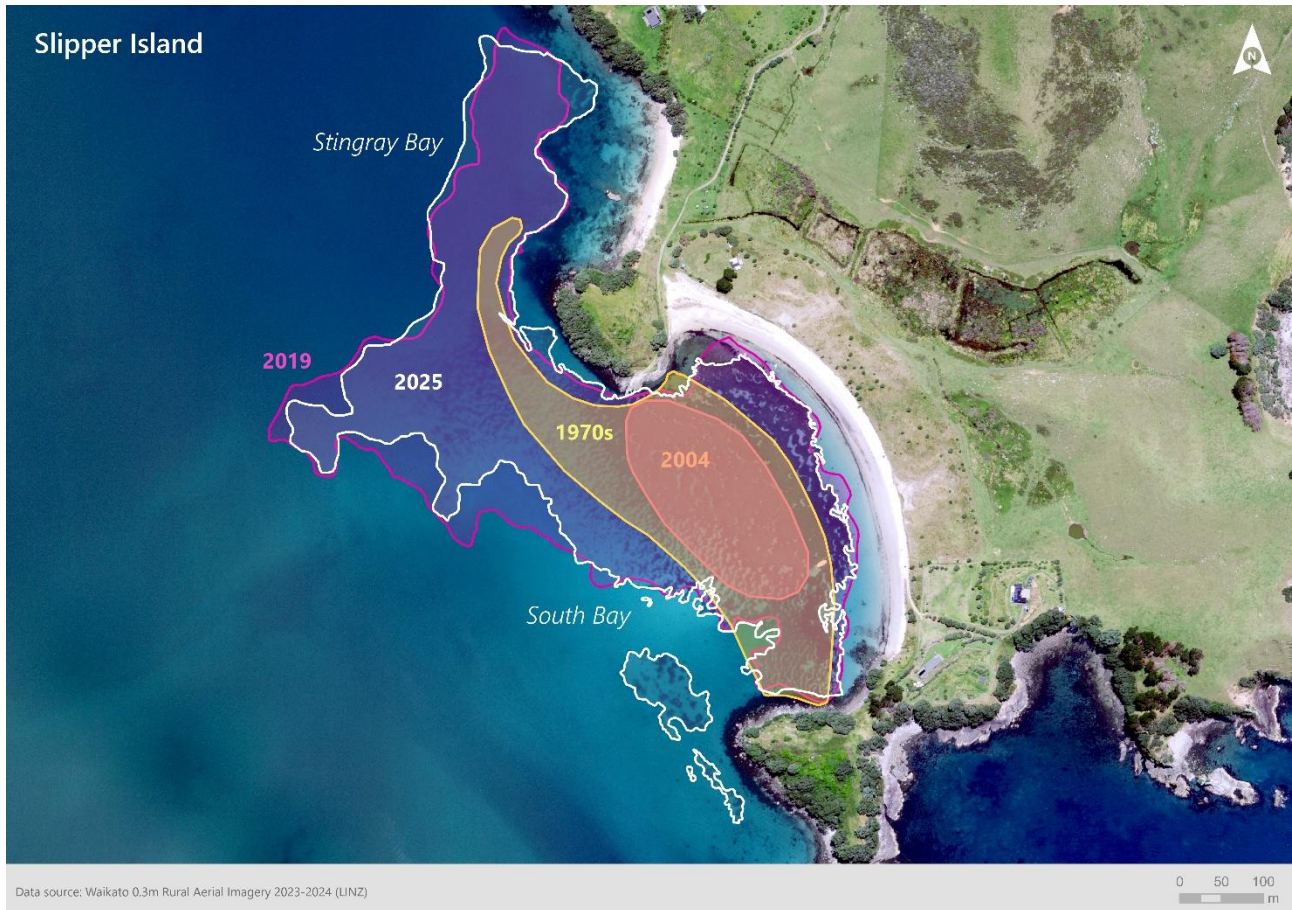 Slipper Island
N
Stingray Bay
2019
2025
1970s
2004
South Bay
Data source: Waikato 0.3m Rural Aerial Imagery 2023-2024 (LINZ)
0 50 100
m